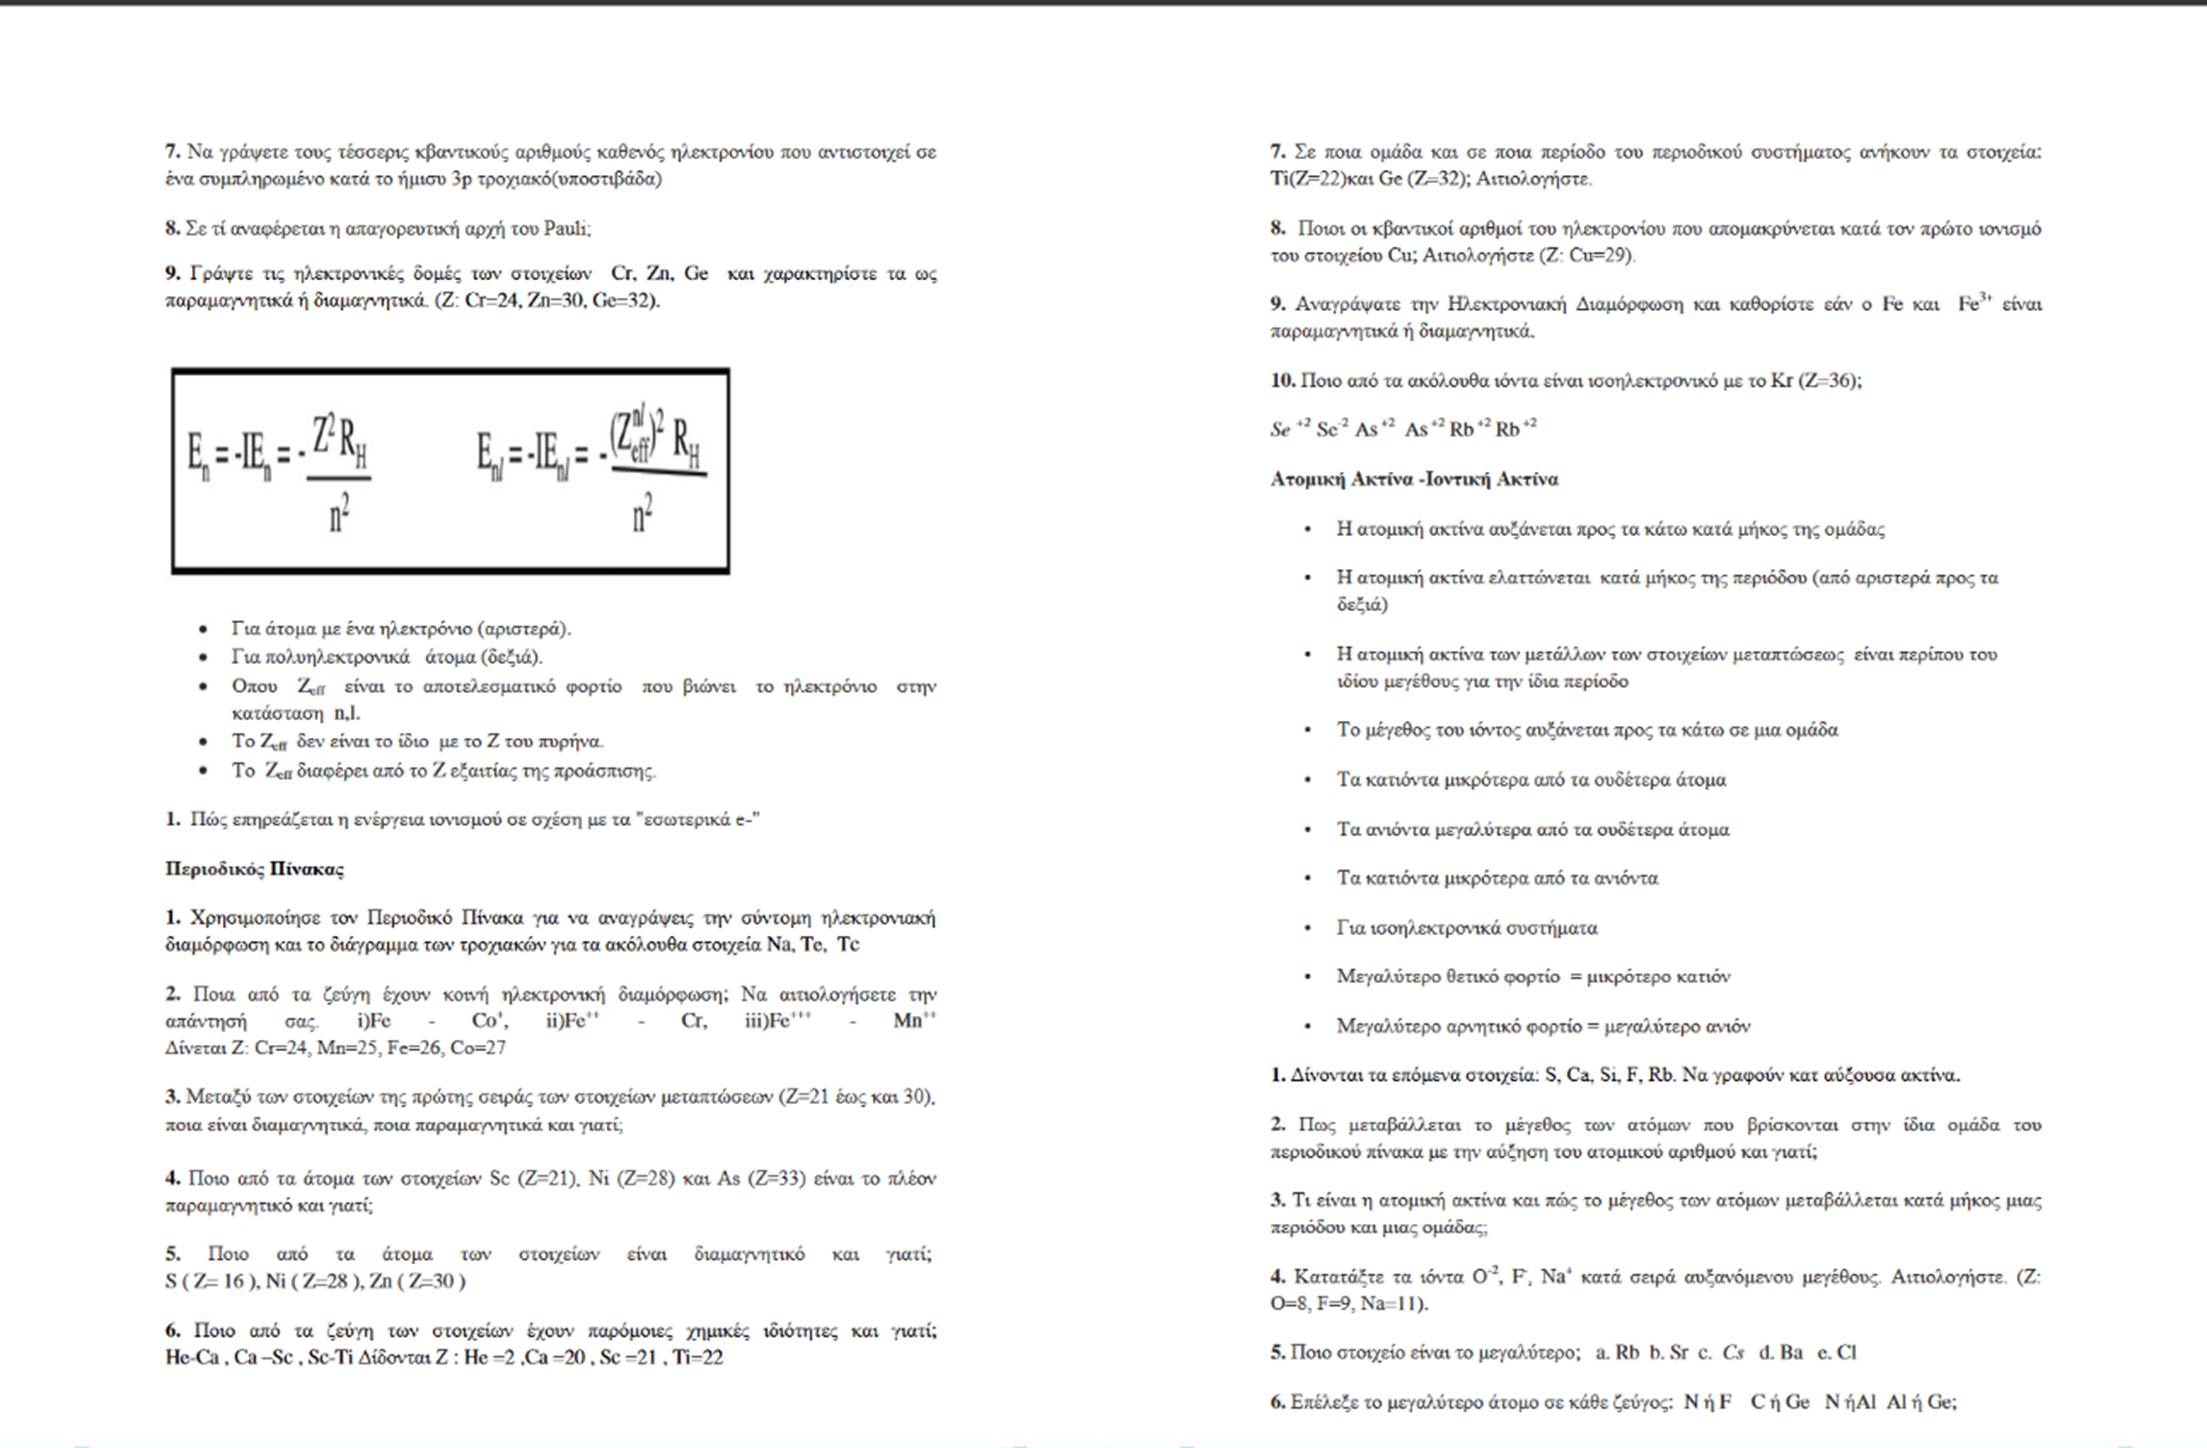 7. Να γράψετε τους τέσσερις κβαντικούς αριθμούς καθενός ηλεκτρονίου που αντιστοιχεί σε
ένα συμπληρωμένο κατά το ήμισυ 3p τροχιακό(υποστιβάδα)
8. Σε τί αναφέρεται η απαγορευτική αρχή του Pauli;
9. Γράψτε τις ηλεκτρονικές δομές των στοιχείων Cr, Zn, Ge και χαρακτηρίστε τα ως
παραμαγνητικά ή διαμαγνητικά. (Z: Cr=24, Zn=30, Ge=32).
E_n = -IE_n = - Z² R_H / n²   E_nl = -IE_nl = - (Z_eff^nl)² R_H / n²
• Για άτομα με ένα ηλεκτρόνιο (αριστερά).
• Για πολυηλεκτρονικά άτομα (δεξιά).
• Οπου Z_eff είναι το αποτελεσματικό φορτίο που βιώνει το ηλεκτρόνιο στην
κατάσταση n,l.
• Το Z_eff δεν είναι το ίδιο με το Z του πυρήνα.
• Το Z_eff διαφέρει από το Z εξαιτίας της προάσπισης.
1. Πώς επηρεάζεται η ενέργεια ιονισμού σε σχέση με τα "εσωτερικά e-"
Περιοδικός Πίνακας
1. Χρησιμοποίησε τον Περιοδικό Πίνακα για να αναγράψεις την σύντομη ηλεκτρονιακή
διαμόρφωση και το διάγραμμα των τροχιακών για τα ακόλουθα στοιχεία Na, Te, Tc
2. Ποια από τα ζεύγη έχουν κοινή ηλεκτρονική διαμόρφωση; Να αιτιολογήσετε την
απάντησή σας. i)Fe - Co⁺, ii)Fe⁺⁺ - Cr, iii)Fe⁺⁺⁺ - Mn⁺⁺
Δίνεται Z: Cr=24, Mn=25, Fe=26, Co=27
3. Μεταξύ των στοιχείων της πρώτης σειράς των στοιχείων μεταπτώσεων (Z=21 έως και 30),
ποια είναι διαμαγνητικά, ποια παραμαγνητικά και γιατί;
4. Ποιο από τα άτομα των στοιχείων Sc (Z=21), Ni (Z=28) και As (Z=33) είναι το πλέον
παραμαγνητικό και γιατί;
5. Ποιο από τα άτομα των στοιχείων είναι διαμαγνητικό και γιατί;
S ( Z= 16 ), Ni ( Z=28 ), Zn ( Z=30 )
6. Ποιο από τα ζεύγη των στοιχείων έχουν παρόμοιες χημικές ιδιότητες και γιατί;
He-Ca , Ca –Sc , Sc-Ti Δίδονται Z : He =2 ,Ca =20 , Sc =21 , Ti=22
7. Σε ποια ομάδα και σε ποια περίοδο του περιοδικού συστήματος ανήκουν τα στοιχεία:
Ti(Z=22)και Ge (Z=32); Αιτιολογήστε.
8. Ποιοι οι κβαντικοί αριθμοί του ηλεκτρονίου που απομακρύνεται κατά τον πρώτο ιονισμό
του στοιχείου Cu; Αιτιολογήστε (Z: Cu=29).
9. Αναγράψατε την Ηλεκτρονιακή Διαμόρφωση και καθορίστε εάν ο Fe και Fe³⁺ είναι
παραμαγνητικά ή διαμαγνητικά.
10. Ποιο από τα ακόλουθα ιόντα είναι ισοηλεκτρονικό με το Kr (Z=36);
Se ⁺² Se⁻² As⁺² As⁺² Rb⁺² Rb⁺²
Ατομική Ακτίνα -Ιοντική Ακτίνα
• Η ατομική ακτίνα αυξάνεται προς τα κάτω κατά μήκος της ομάδας
• Η ατομική ακτίνα ελαττώνεται κατά μήκος της περιόδου (από αριστερά προς τα
δεξιά)
• Η ατομική ακτίνα των μετάλλων των στοιχείων μεταπτώσεως είναι περίπου του
ιδίου μεγέθους για την ίδια περίοδο
• Το μέγεθος του ιόντος αυξάνεται προς τα κάτω σε μια ομάδα
• Τα κατιόντα μικρότερα από τα ουδέτερα άτομα
• Τα ανιόντα μεγαλύτερα από τα ουδέτερα άτομα
• Τα κατιόντα μικρότερα από τα ανιόντα
• Για ισοηλεκτρονικά συστήματα
• Μεγαλύτερο θετικό φορτίο = μικρότερο κατιόν
• Μεγαλύτερο αρνητικό φορτίο = μεγαλύτερο ανιόν
1. Δίνονται τα επόμενα στοιχεία: S, Ca, Si, F, Rb. Να γραφούν κατ αύξουσα ακτίνα.
2. Πως μεταβάλλεται το μέγεθος των ατόμων που βρίσκονται στην ίδια ομάδα του
περιοδικού πίνακα με την αύξηση του ατομικού αριθμού και γιατί;
3. Τι είναι η ατομική ακτίνα και πώς το μέγεθος των ατόμων μεταβάλλεται κατά μήκος μιας
περιόδου και μιας ομάδας;
4. Κατατάξτε τα ιόντα O⁻², F⁻, Na⁺ κατά σειρά αυξανόμενου μεγέθους. Αιτιολογήστε. (Z:
O=8, F=9, Na=11).
5. Ποιο στοιχείο είναι το μεγαλύτερο; a. Rb b. Sr c. Cs d. Ba e. Cl
6. Επέλεξε το μεγαλύτερο άτομο σε κάθε ζεύγος: N ή F C ή Ge N ήAl Al ή Ge;